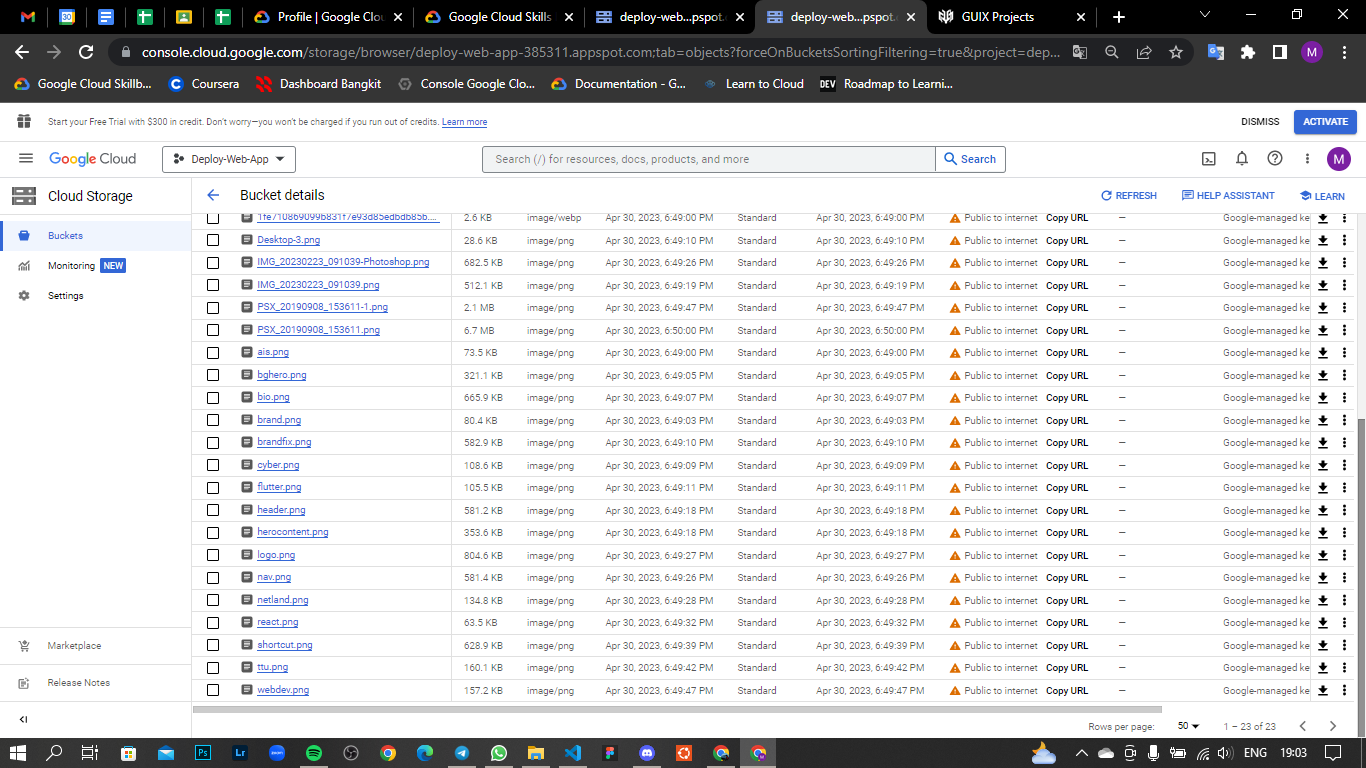 Profile | Google Clou
Google Cloud Skills
deploy-web...pspot.
deploy-web...pspot.
GUIX Projects
console.cloud.google.com/storage/browser/deploy-web-app-385311.appspot.com;tab=objects?forceOnBucketsSortingFiltering=true&project=dep...
M
Google Cloud Skillb...
Coursera
Dashboard Bangkit
Console Google Clo...
Documentation - G...
Learn to Cloud
DEV
Roadmap to Learni...
Start your Free Trial with $300 in credit. Don't worry—you won't be charged if you run out of credits. Learn more
DISMISS
ACTIVATE
Google Cloud
Deploy-Web-App
Search (/) for resources, docs, products, and more
Search
M
Cloud Storage
Bucket details
REFRESH
HELP ASSISTANT
LEARN
Buckets
Monitoring NEW
Settings
Marketplace
Release Notes
2.6 KB image/webp Apr 30, 2023, 6:49:00 PM Standard Apr 30, 2023, 6:49:00 PM Public to internet Copy URL — Google-managed ke
Desktop-3.png 28.6 KB image/png Apr 30, 2023, 6:49:10 PM Standard Apr 30, 2023, 6:49:10 PM Public to internet Copy URL — Google-managed ke
IMG_20230223_091039-Photoshop.png 682.5 KB image/png Apr 30, 2023, 6:49:26 PM Standard Apr 30, 2023, 6:49:26 PM Public to internet Copy URL — Google-managed ke
IMG_20230223_091039.png 512.1 KB image/png Apr 30, 2023, 6:49:19 PM Standard Apr 30, 2023, 6:49:19 PM Public to internet Copy URL — Google-managed ke
PSX_20190908_153611-1.png 2.1 MB image/png Apr 30, 2023, 6:49:47 PM Standard Apr 30, 2023, 6:49:47 PM Public to internet Copy URL — Google-managed ke
PSX_20190908_153611.png 6.7 MB image/png Apr 30, 2023, 6:50:00 PM Standard Apr 30, 2023, 6:50:00 PM Public to internet Copy URL — Google-managed ke
ais.png 73.5 KB image/png Apr 30, 2023, 6:49:00 PM Standard Apr 30, 2023, 6:49:00 PM Public to internet Copy URL — Google-managed ke
bghero.png 321.1 KB image/png Apr 30, 2023, 6:49:05 PM Standard Apr 30, 2023, 6:49:05 PM Public to internet Copy URL — Google-managed ke
bio.png 665.9 KB image/png Apr 30, 2023, 6:49:07 PM Standard Apr 30, 2023, 6:49:07 PM Public to internet Copy URL — Google-managed ke
brand.png 80.4 KB image/png Apr 30, 2023, 6:49:03 PM Standard Apr 30, 2023, 6:49:03 PM Public to internet Copy URL — Google-managed ke
brandfix.png 582.9 KB image/png Apr 30, 2023, 6:49:10 PM Standard Apr 30, 2023, 6:49:10 PM Public to internet Copy URL — Google-managed ke
cyber.png 108.6 KB image/png Apr 30, 2023, 6:49:09 PM Standard Apr 30, 2023, 6:49:09 PM Public to internet Copy URL — Google-managed ke
flutter.png 105.5 KB image/png Apr 30, 2023, 6:49:11 PM Standard Apr 30, 2023, 6:49:11 PM Public to internet Copy URL — Google-managed ke
header.png 581.2 KB image/png Apr 30, 2023, 6:49:18 PM Standard Apr 30, 2023, 6:49:18 PM Public to internet Copy URL — Google-managed ke
herocontent.png 353.6 KB image/png Apr 30, 2023, 6:49:18 PM Standard Apr 30, 2023, 6:49:18 PM Public to internet Copy URL — Google-managed ke
logo.png 804.6 KB image/png Apr 30, 2023, 6:49:27 PM Standard Apr 30, 2023, 6:49:27 PM Public to internet Copy URL — Google-managed ke
nav.png 581.4 KB image/png Apr 30, 2023, 6:49:26 PM Standard Apr 30, 2023, 6:49:26 PM Public to internet Copy URL — Google-managed ke
netland.png 134.8 KB image/png Apr 30, 2023, 6:49:28 PM Standard Apr 30, 2023, 6:49:28 PM Public to internet Copy URL — Google-managed ke
react.png 63.5 KB image/png Apr 30, 2023, 6:49:32 PM Standard Apr 30, 2023, 6:49:32 PM Public to internet Copy URL — Google-managed ke
shortcut.png 628.9 KB image/png Apr 30, 2023, 6:49:39 PM Standard Apr 30, 2023, 6:49:39 PM Public to internet Copy URL — Google-managed ke
ttu.png 160.1 KB image/png Apr 30, 2023, 6:49:42 PM Standard Apr 30, 2023, 6:49:42 PM Public to internet Copy URL — Google-managed ke
webdev.png 157.2 KB image/png Apr 30, 2023, 6:49:47 PM Standard Apr 30, 2023, 6:49:47 PM Public to internet Copy URL — Google-managed ke
Rows per page: 50 1 – 23 of 23
Ps
Lr
ENG 19:03